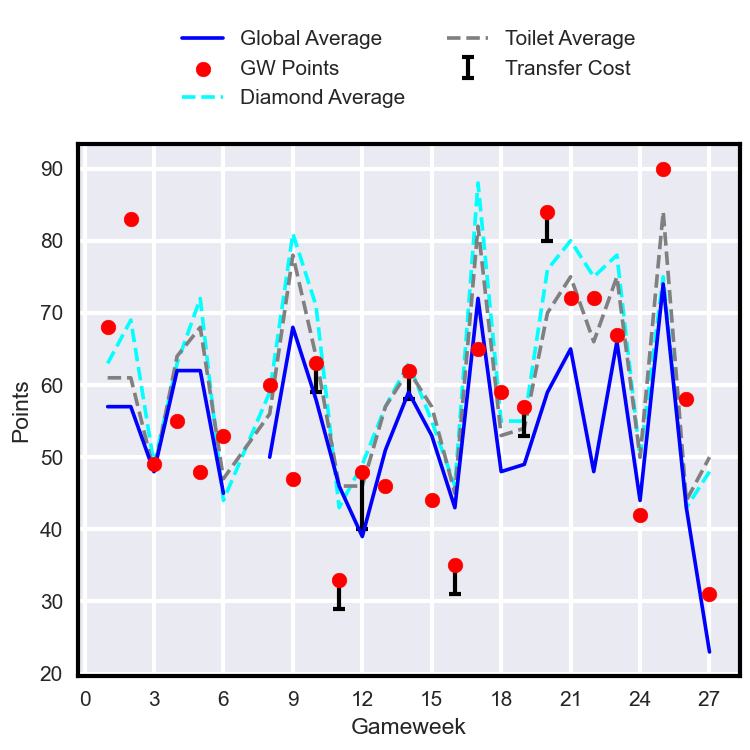 Global Average
GW Points
Diamond Average
Toilet Average
Transfer Cost
90
80
70
60
50
40
30
20
Points
0 3 6 9 12 15 18 21 24 27
Gameweek